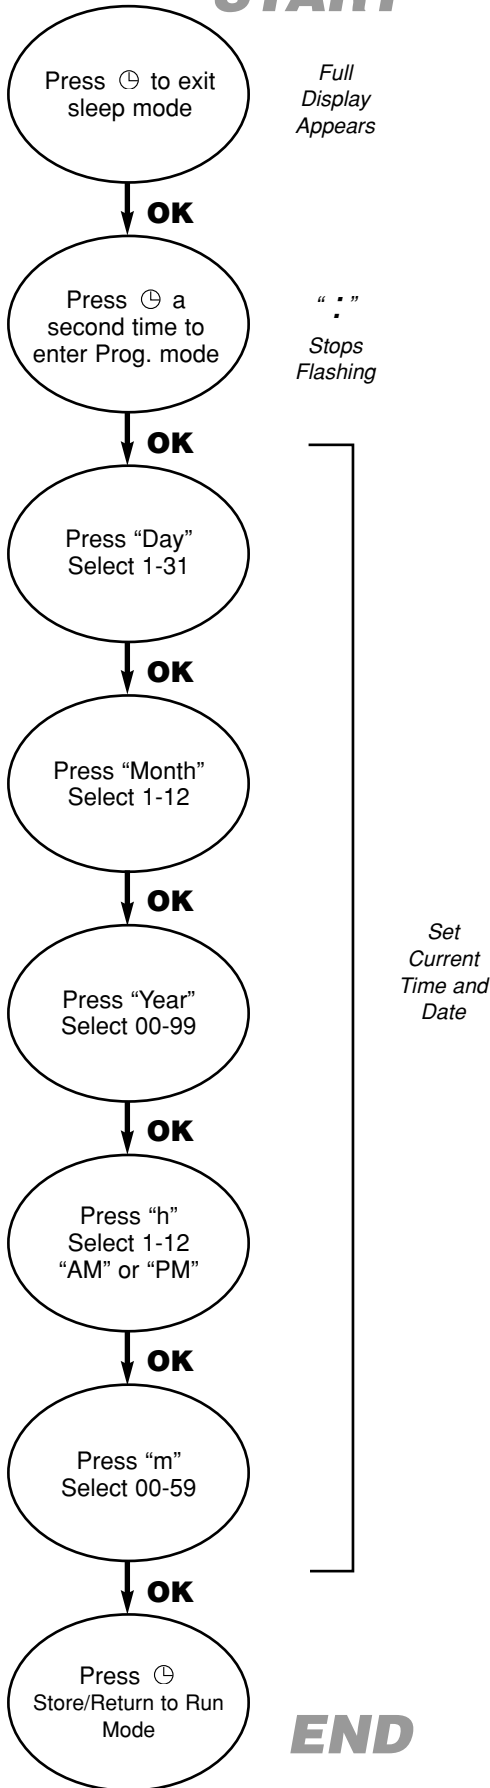 START
Press to exit
sleep mode
Full
Display
Appears
OK
Press a
second time to
enter Prog. mode
“ : ”
Stops
Flashing
OK
Press “Day”
Select 1-31
OK
Press “Month”
Select 1-12
OK
Press “Year”
Select 00-99
Set
Current
Time and
Date
OK
Press “h”
Select 1-12
“AM” or “PM”
OK
Press “m”
Select 00-59
OK
Press
Store/Return to Run
Mode
END